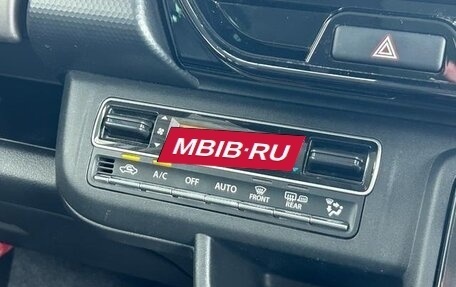 MBIB.RU
A/C OFF AUTO FRONT REAR